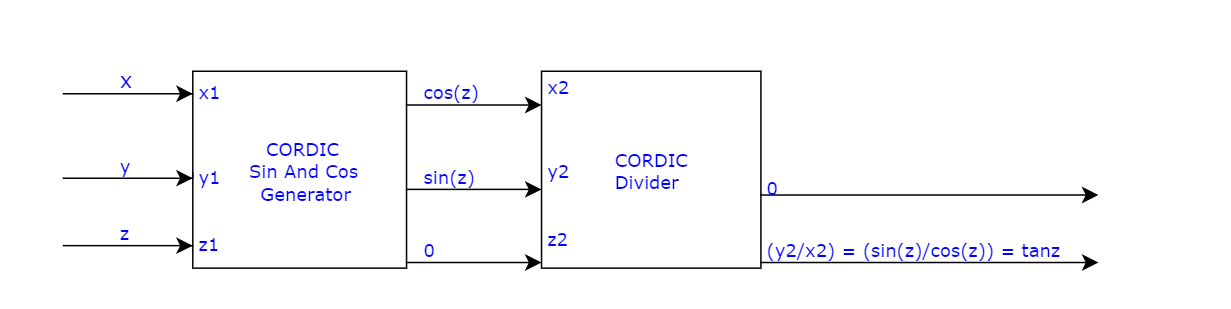 X
x1
y
y1
z
z1
CORDIC
Sin And Cos
Generator
cos(z)
sin(z)
0
x2
y2
z2
CORDIC
Divider
0
(y2/x2) = (sin(z)/cos(z)) = tanz